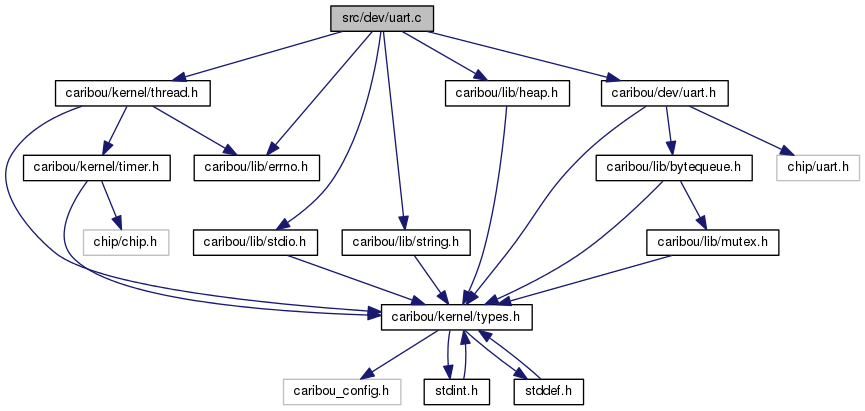 src/dev/uart.c
caribou/kernel/thread.h
caribou/lib/heap.h
caribou/dev/uart.h
caribou/kernel/timer.h
caribou/lib/errno.h
caribou/lib/bytequeue.h
chip/uart.h
chip/chip.h
caribou/lib/stdio.h
caribou/lib/string.h
caribou/lib/mutex.h
caribou/kernel/types.h
caribou_config.h
stdint.h
stddef.h